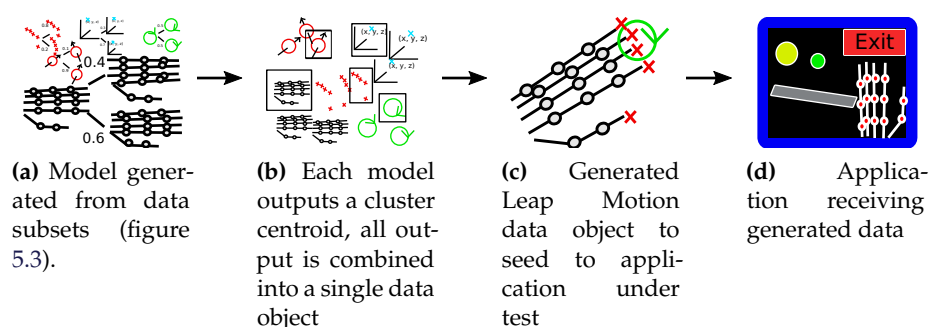 0.4
0.6
(x, y, z)
(x, y, z)
Exit
(a) Model gener-
ated from data
subsets (figure
5.3).
(b) Each model
outputs a cluster
centroid, all out-
put is combined
into a single data
object
(c) Generated
Leap Motion
data object to
seed to appli-
cation under
test
(d) Applica-
tion receiving
generated data